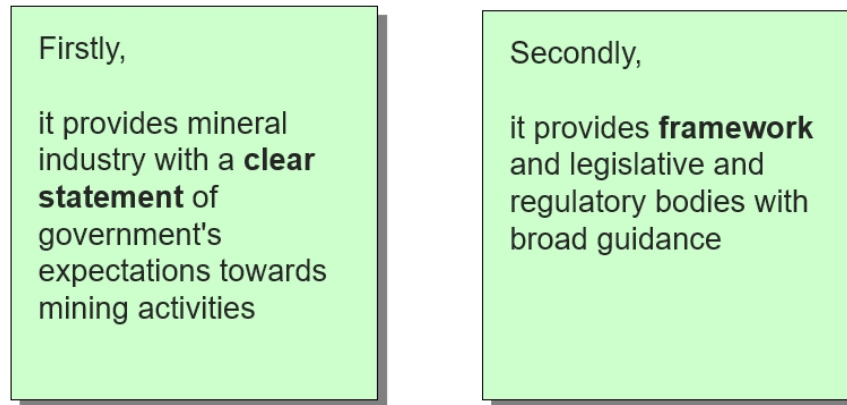 Firstly,
it provides mineral
industry with a clear
statement of
government's
expectations towards
mining activities
Secondly,
it provides framework
and legislative and
regulatory bodies with
broad guidance